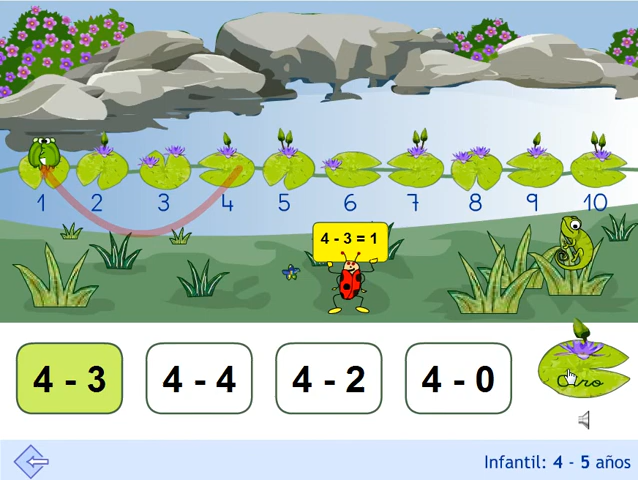 1 2 3 4 5 6 7 8 9 10
4 - 3 = 1
4 - 3
4 - 4
4 - 2
4 - 0
Infantil: 4 - 5 años